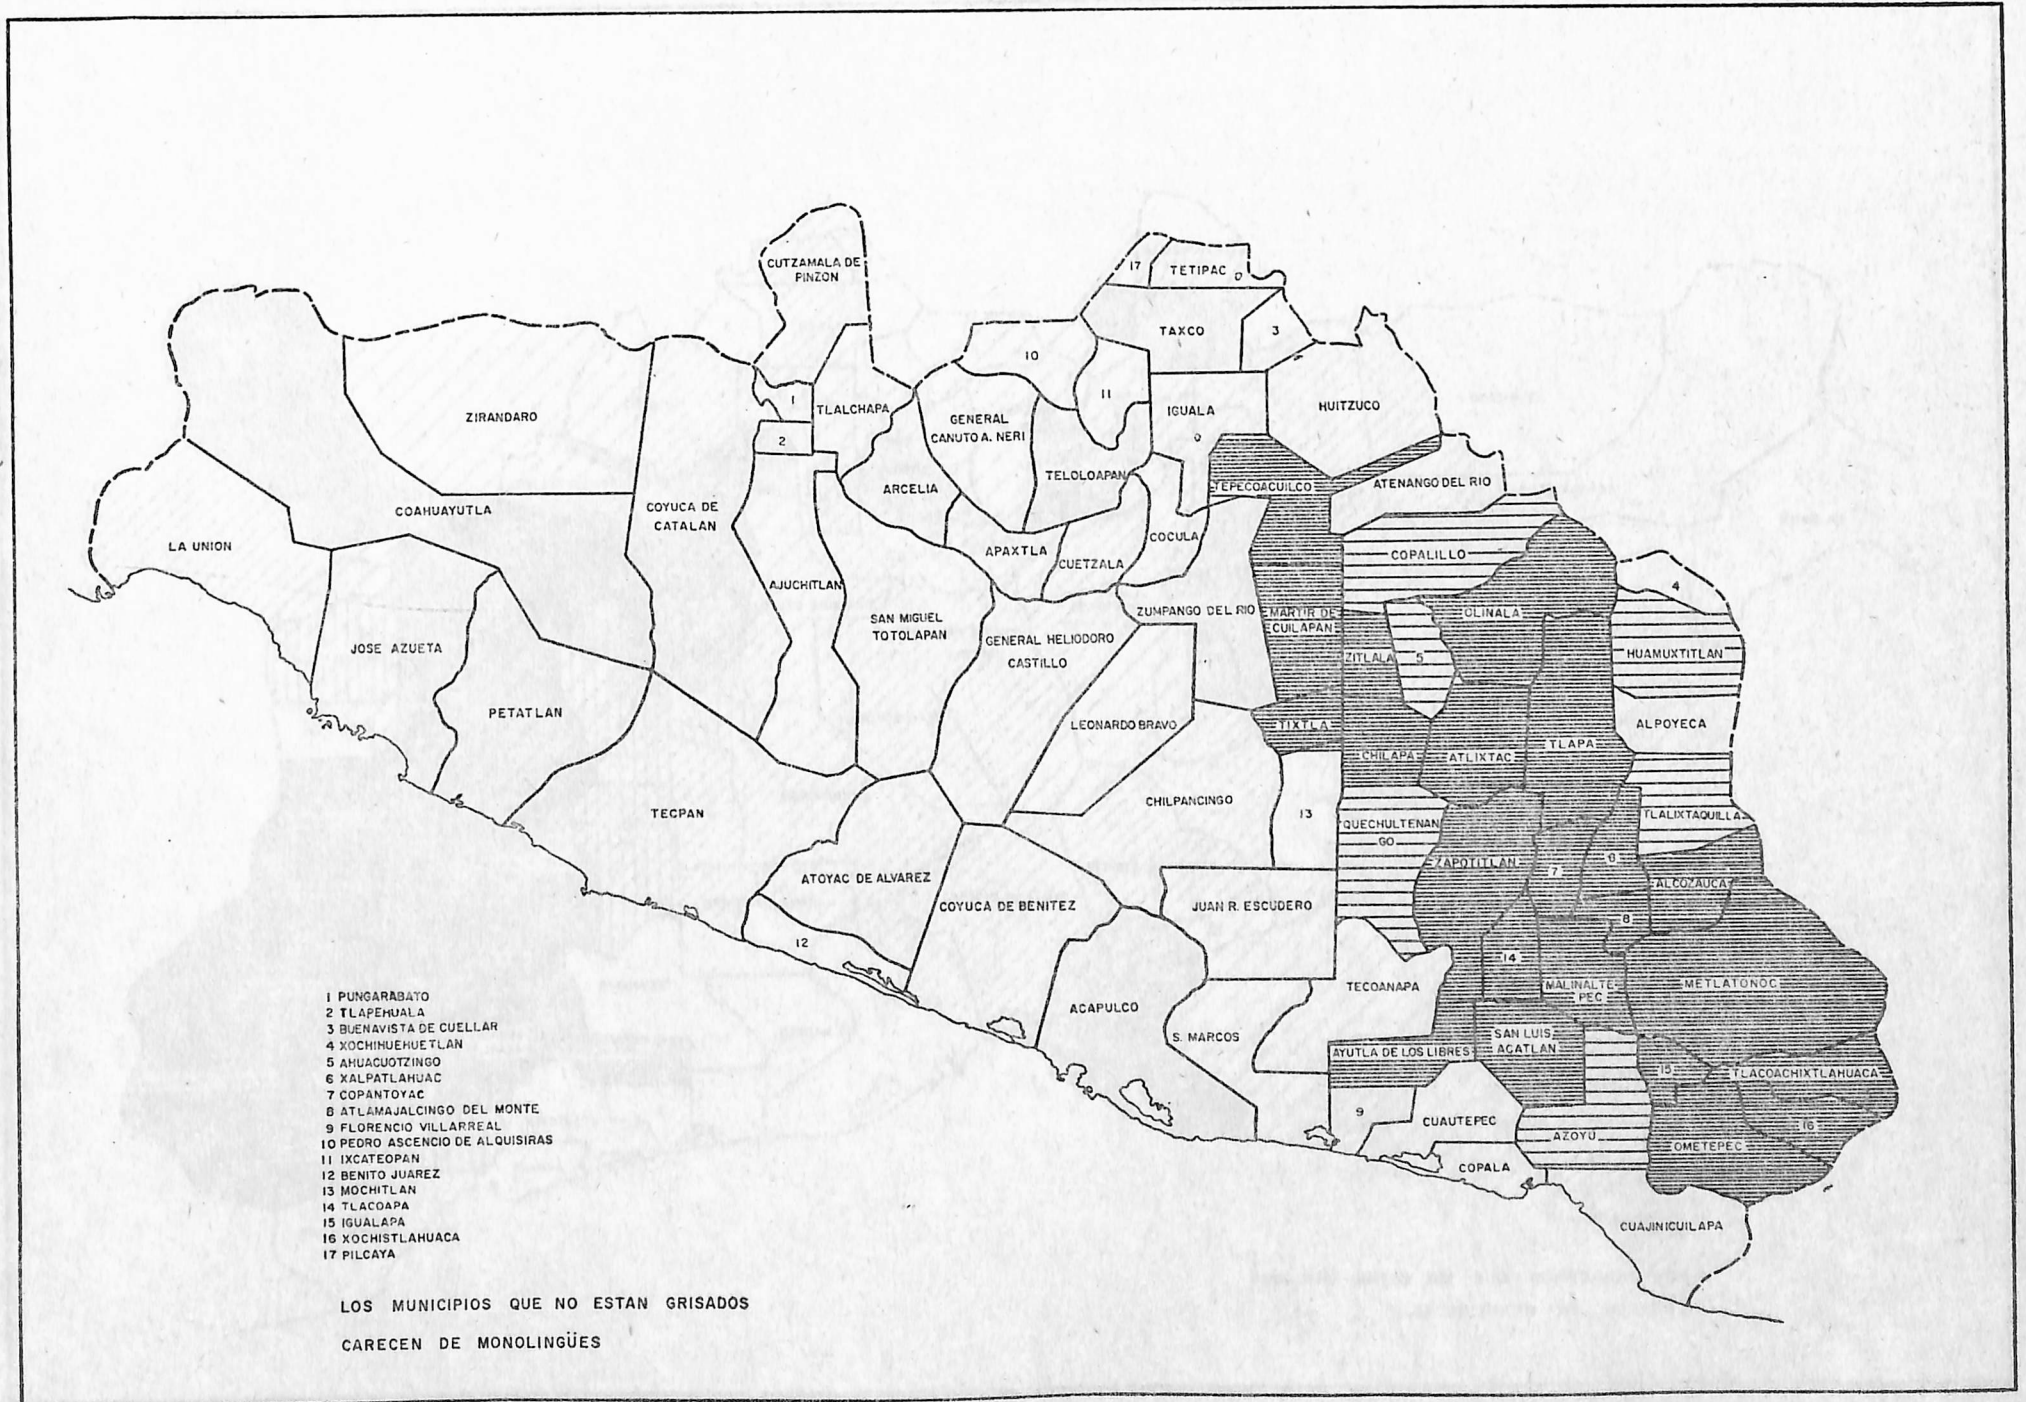 CUTZAMALA DE
PINZON
17
TETIPAC
TAXCO
3
10
11
1
TLALCHAPA
2
ZIRANDARO
GENERAL
CANUTO A. NERI
IGUALA
HUITZUCO
TELOLOAPAN
ARCELIA
TEPECOACUILCO
ATENANGO DEL RIO
COAHUAYUTLA
COYUCA DE
CATALAN
LA UNION
APAXTLA
CUETZALA
COCULA
COPALILLO
AJUCHITLAN
4
SAN MIGUEL
TOTOLAPAN
ZUMPANGO DEL RIO
MARTIR DE
CUILAPAN
OLINALA
JOSE AZUETA
GENERAL HELIODORO
CASTILLO
ZITLALA
5
HUAMUXTITLAN
PETATLAN
LEONARDO BRAVO
TIXTLA
ALPOYECA
CHILAPA
ATLIXTAC
TLAPA
TECPAN
CHILPANCINGO
13
QUECHULTENAN
GO
TLALIXTAQUILLA
ZAPOTITLAN
7
6
ATOYAC DE ALVAREZ
COYUCA DE BENITEZ
JUAN R. ESCUDERO
ALCOZAUCA
8
12
14
TECOANAPA
MALINALTE
PEC
METLATONOC
ACAPULCO
S. MARCOS
AYUTLA DE LOS LIBRES
SAN LUIS
ACATLAN
15
TLACOACHIXTLAHUACA
9
CUAUTEPEC
AZOYU
16
OMETEPEC
COPALA
CUAJINICUILAPA
1 PUNGARABATO
2 TLAPEHUALA
3 BUENAVISTA DE CUELLAR
4 XOCHIHUEHUETLAN
5 AHUACUOTZINGO
6 XALPATLAHUAC
7 COPANTOYAC
8 ATLAMAJALCINGO DEL MONTE
9 FLORENCIO VILLARREAL
10 PEDRO ASCENCIO DE ALQUISIRAS
11 IXCATEOPAN
12 BENITO JUAREZ
13 MOCHITLAN
14 TLACOAPA
15 IGUALAPA
16 XOCHISTLAHUACA
17 PILCAYA
LOS MUNICIPIOS QUE NO ESTAN GRISADOS
CARECEN DE MONOLINGÜES